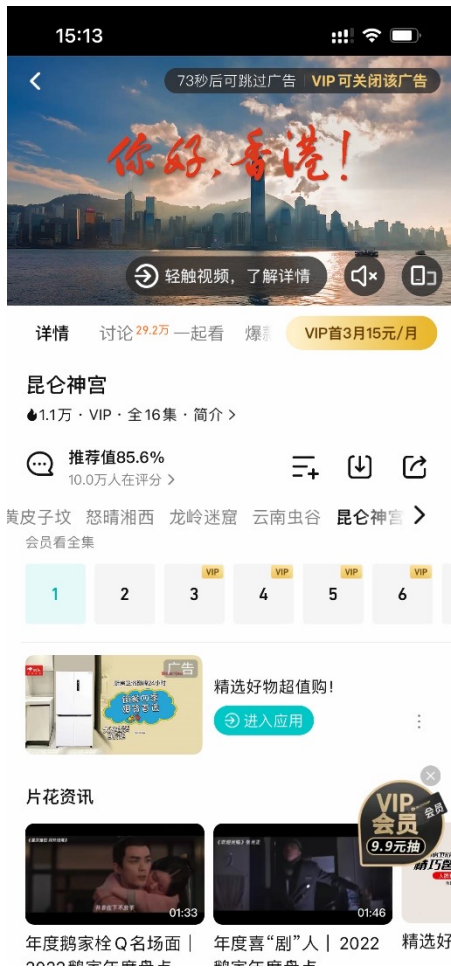 15:13
73秒后可跳过广告 | VIP可关闭该广告
你好,香港!
轻触视频，了解详情
详情 讨论 29.2万 一起看 爆 VIP首3月15元/月
昆仑神宫
1.1万 · VIP · 全16集 · 简介
推荐值85.6%
10.0万人在评分
黄皮子坟 怒晴湘西 龙岭迷窟 云南虫谷 昆仑神宫
会员看全集
1 2 3 VIP 4 VIP 5 VIP 6 VIP
广告
精选好物超值购!
进入应用
片花资讯
VIP
会员
会员
9.9元抽
01:33
01:46
年度鹅家栓Q名场面 |
年度喜“剧”人 | 2022
精选好